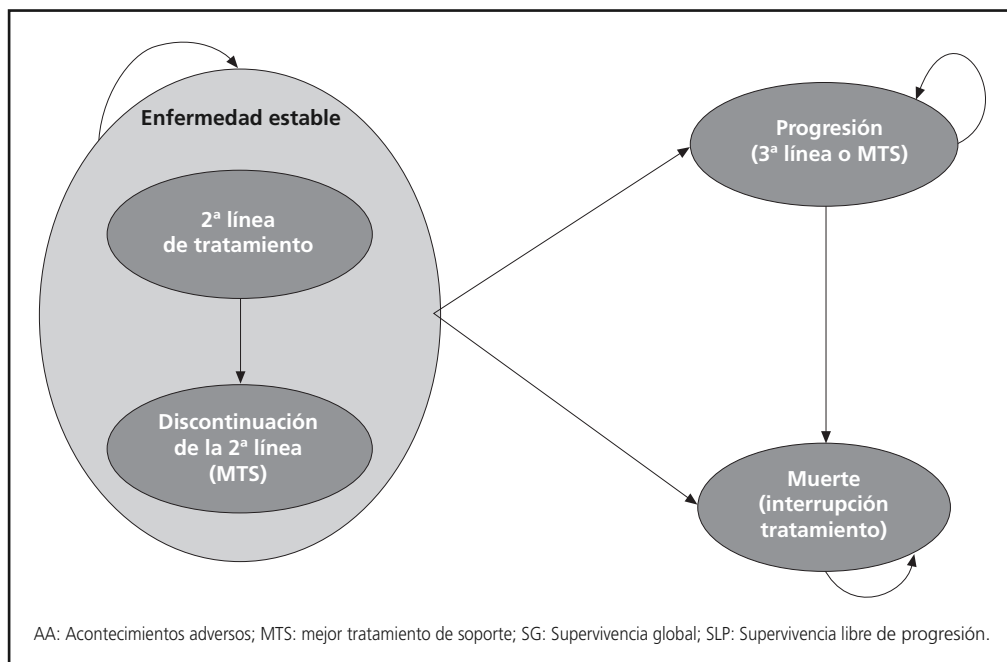 Enfermedad estable
2ª línea
de tratamiento
Discontinuación
de la 2ª línea
(MTS)
Progresión
(3ª línea o MTS)
Muerte
(interrupción
tratamiento)
AA: Acontecimientos adversos; MTS: mejor tratamiento de soporte; SG: Supervivencia global; SLP: Supervivencia libre de progresión.